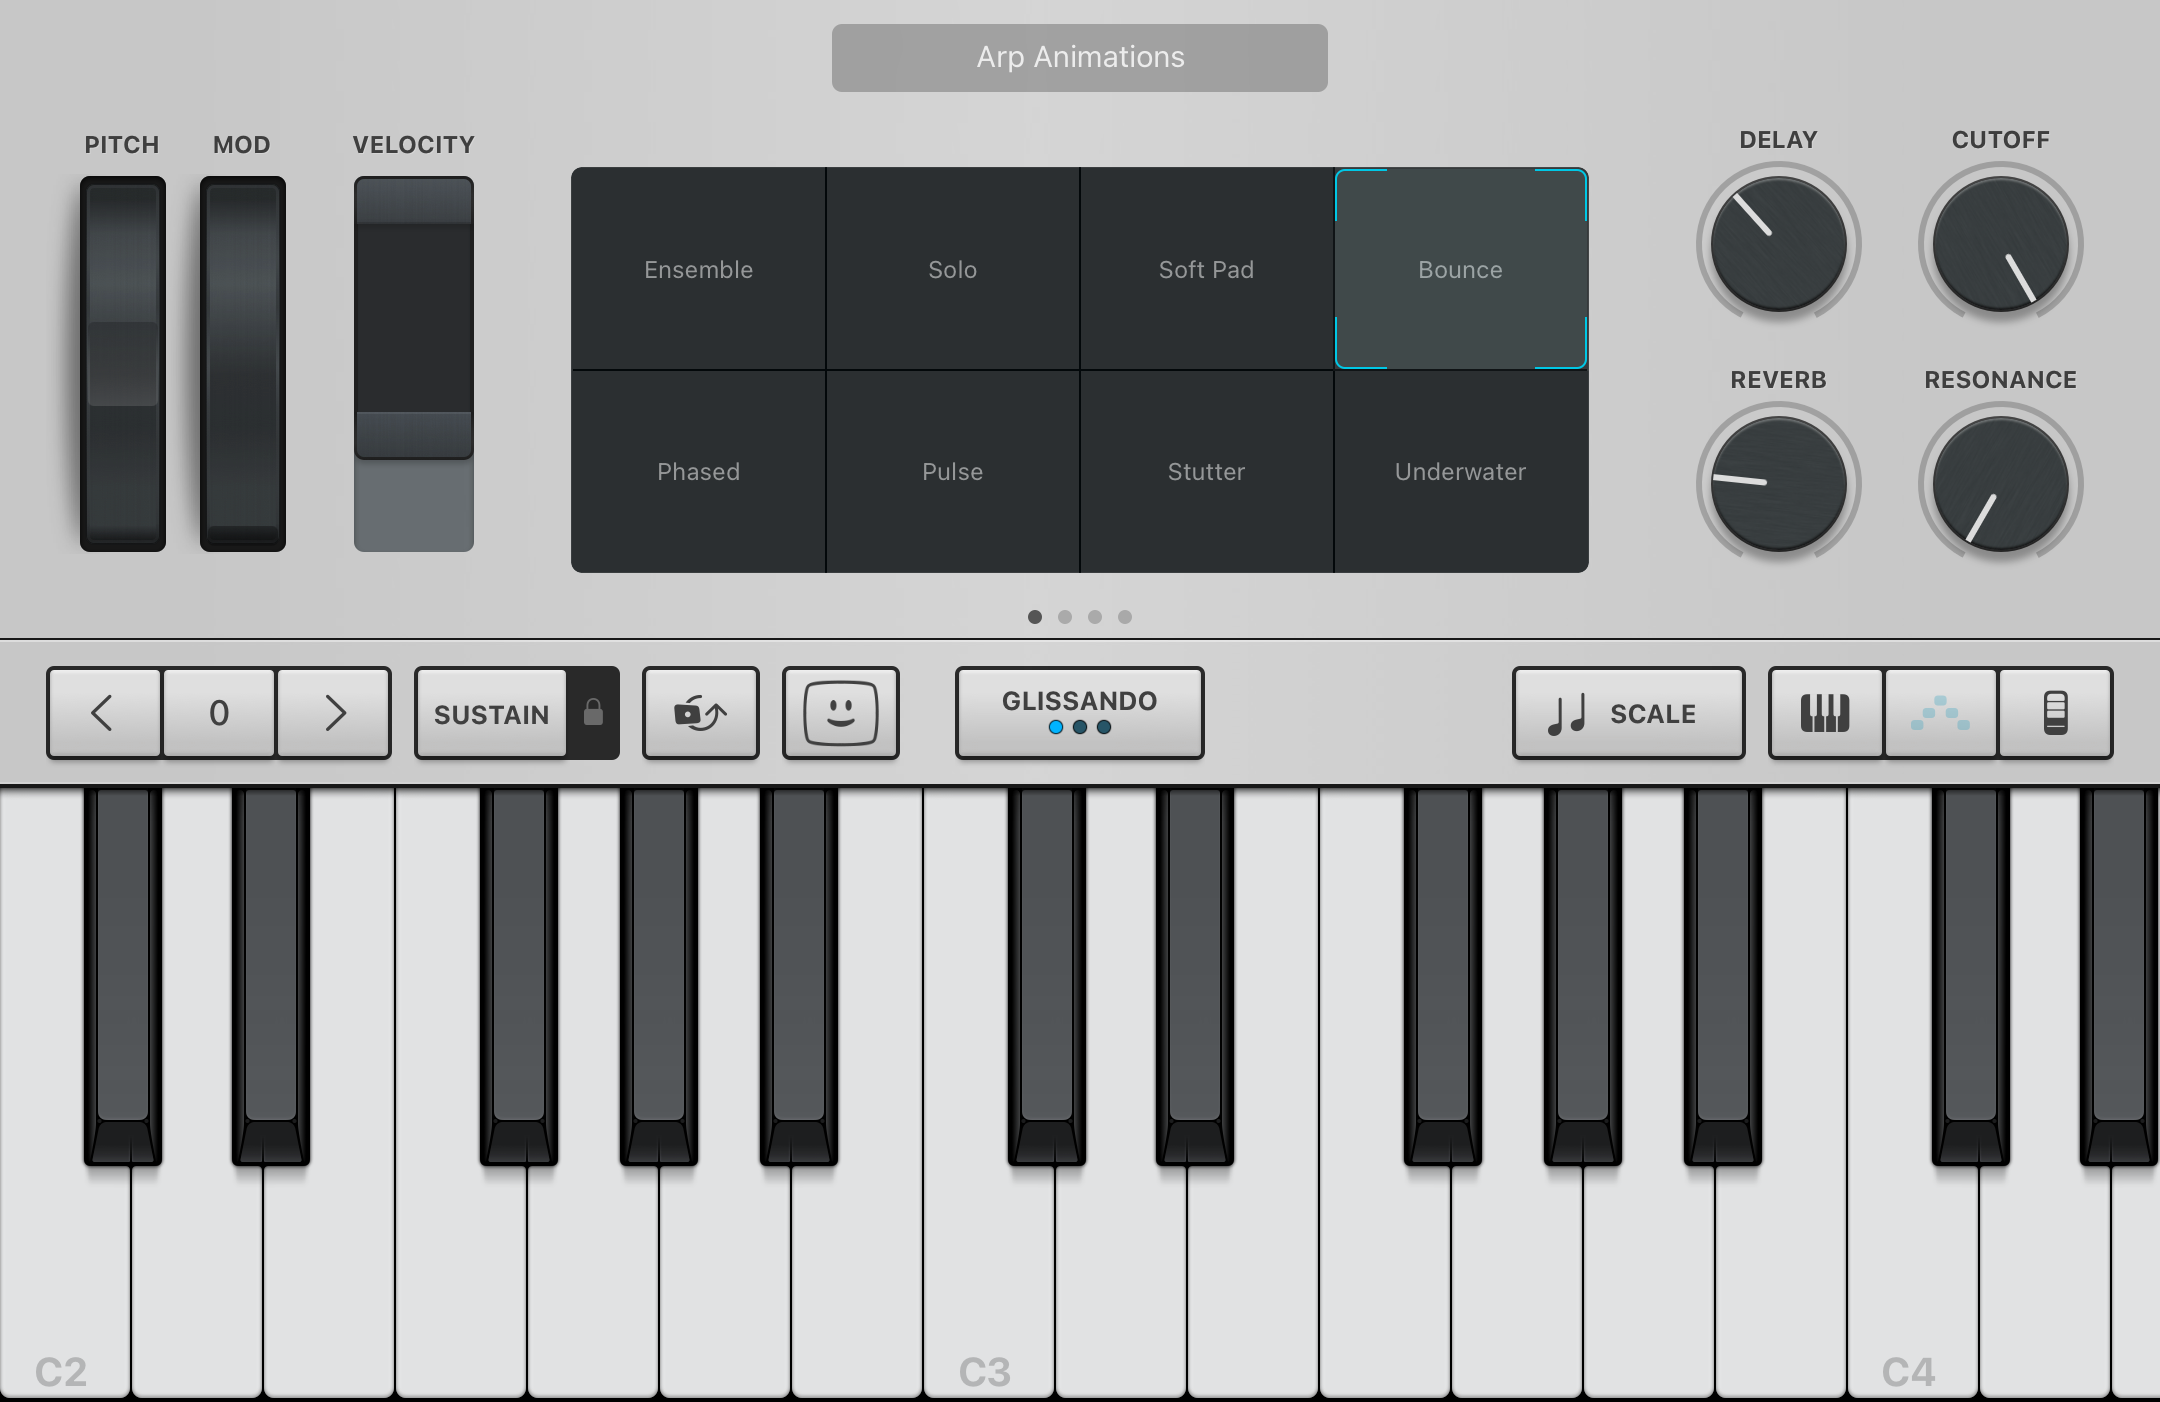 Arp Animations
PITCH
MOD
VELOCITY
DELAY
CUTOFF
Ensemble
Solo
Soft Pad
Bounce
REVERB
RESONANCE
Phased
Pulse
Stutter
Underwater
0
SUSTAIN
GLISSANDO
SCALE
C2
C3
C4